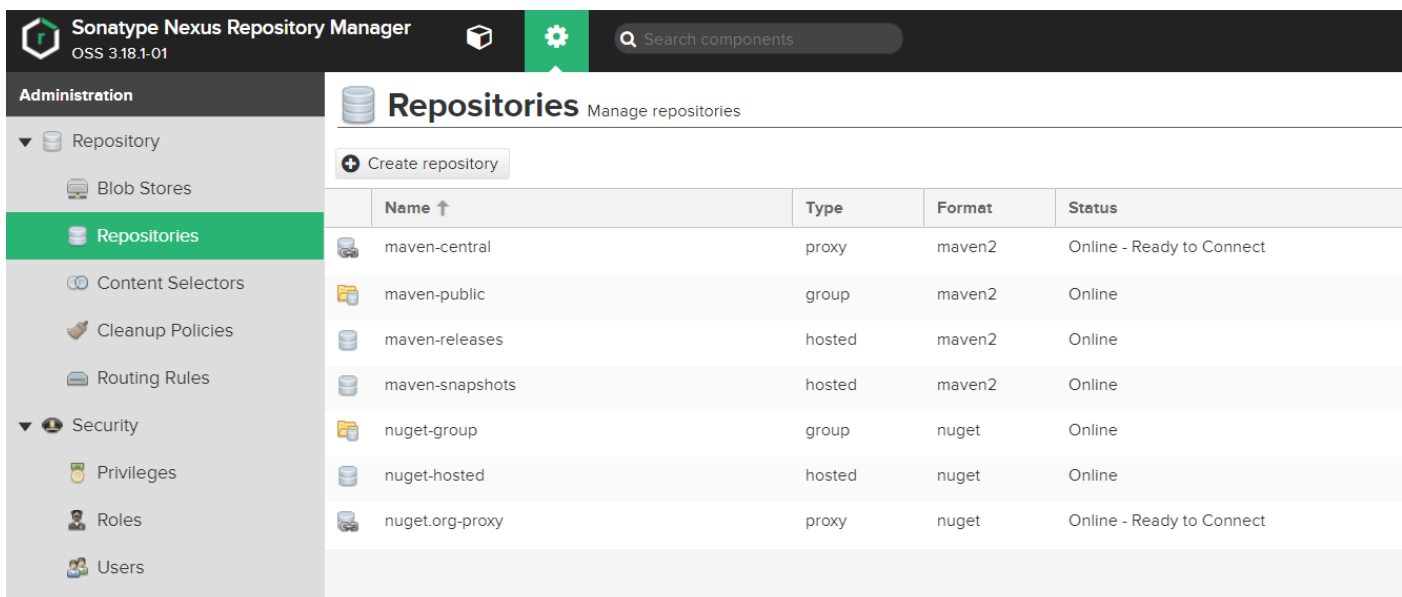 Sonatype Nexus Repository Manager
OSS 3.18.1-01
Search components
Administration
Repositories Manage repositories
Repository
Create repository
Blob Stores
Name Type Format Status
Repositories
maven-central proxy maven2 Online - Ready to Connect
Content Selectors
maven-public group maven2 Online
Cleanup Policies
maven-releases hosted maven2 Online
Routing Rules
maven-snapshots hosted maven2 Online
Security
nuget-group group nuget Online
Privileges
nuget-hosted hosted nuget Online
Roles
nuget.org-proxy proxy nuget Online - Ready to Connect
Users